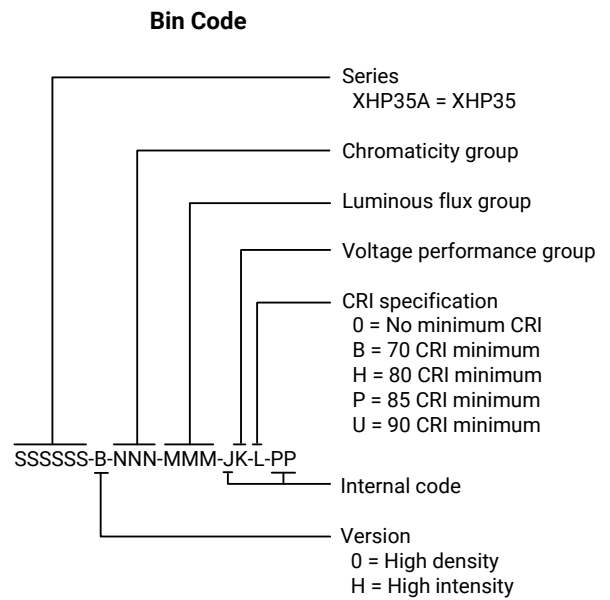 Bin Code
Series
XHP35A = XHP35
Chromaticity group
Luminous flux group
Voltage performance group
CRI specification
0 = No minimum CRI
B = 70 CRI minimum
H = 80 CRI minimum
P = 85 CRI minimum
U = 90 CRI minimum
SSSSSS-B-NNN-MMM-JK-L-PP
Internal code
Version
0 = High density
H = High intensity